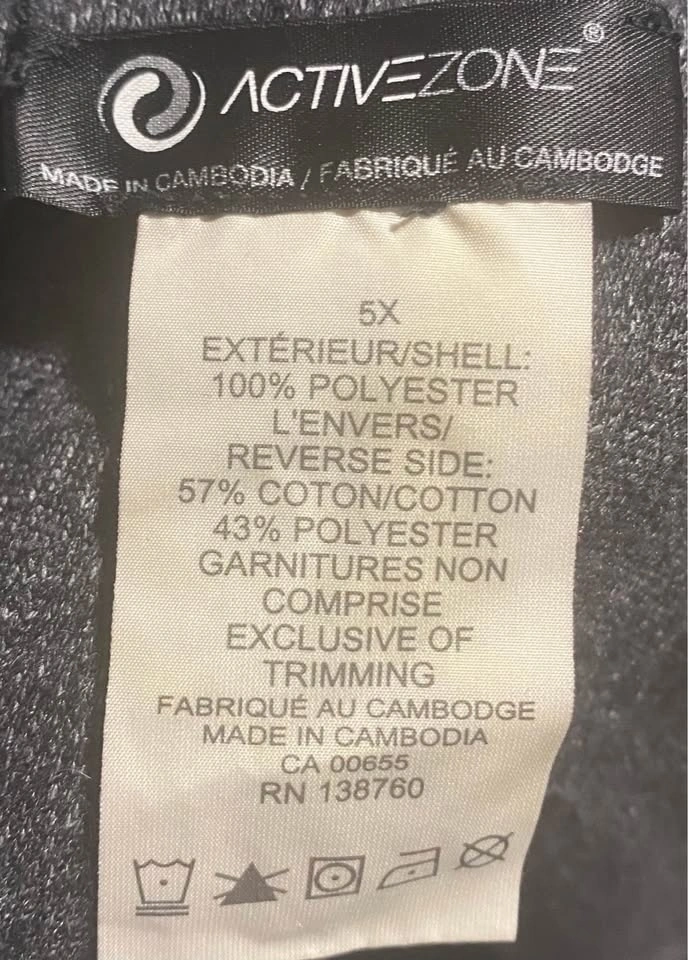 ACTIVEZONE®
MADE IN CAMBODIA / FABRIQUÉ AU CAMBODGE
5X
EXTÉRIEUR/SHELL:
100% POLYESTER
L'ENVERS/
REVERSE SIDE:
57% COTON/COTTON
43% POLYESTER
GARNITURES NON
COMPRISE
EXCLUSIVE OF
TRIMMING
FABRIQUÉ AU CAMBODGE
MADE IN CAMBODIA
CA 00655
RN 138760